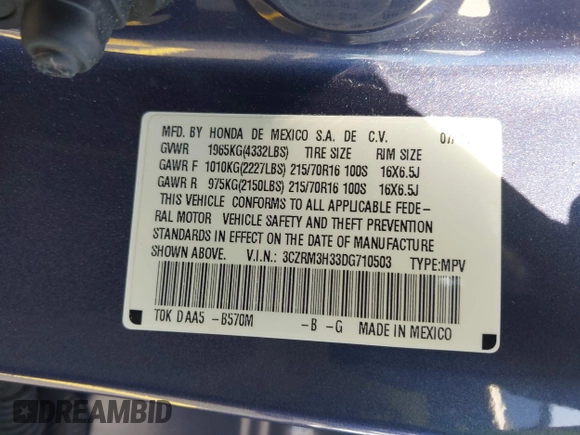 MFD. BY HONDA DE MEXICO S.A. DE C.V. 07/
GVWR 1965KG(4332LBS) TIRE SIZE RIM SIZE
GAWR F 1010KG(2227LBS) 215/70R16 100S 16X6.5J
GAWR R 975KG(2150LBS) 215/70R16 100S 16X6.5J
THIS VEHICLE CONFORMS TO ALL APPLICABLE FEDE-
RAL MOTOR VEHICLE SAFETY AND THEFT PREVENTION
STANDARDS IN EFFECT ON THE DATE OF MANUFACTURE
SHOWN ABOVE. V.I.N.: 3CZRM3H33DG710503 TYPE:MPV
T0K DAA5 -B570M -B -G MADE IN MEXICO
DREAMBID